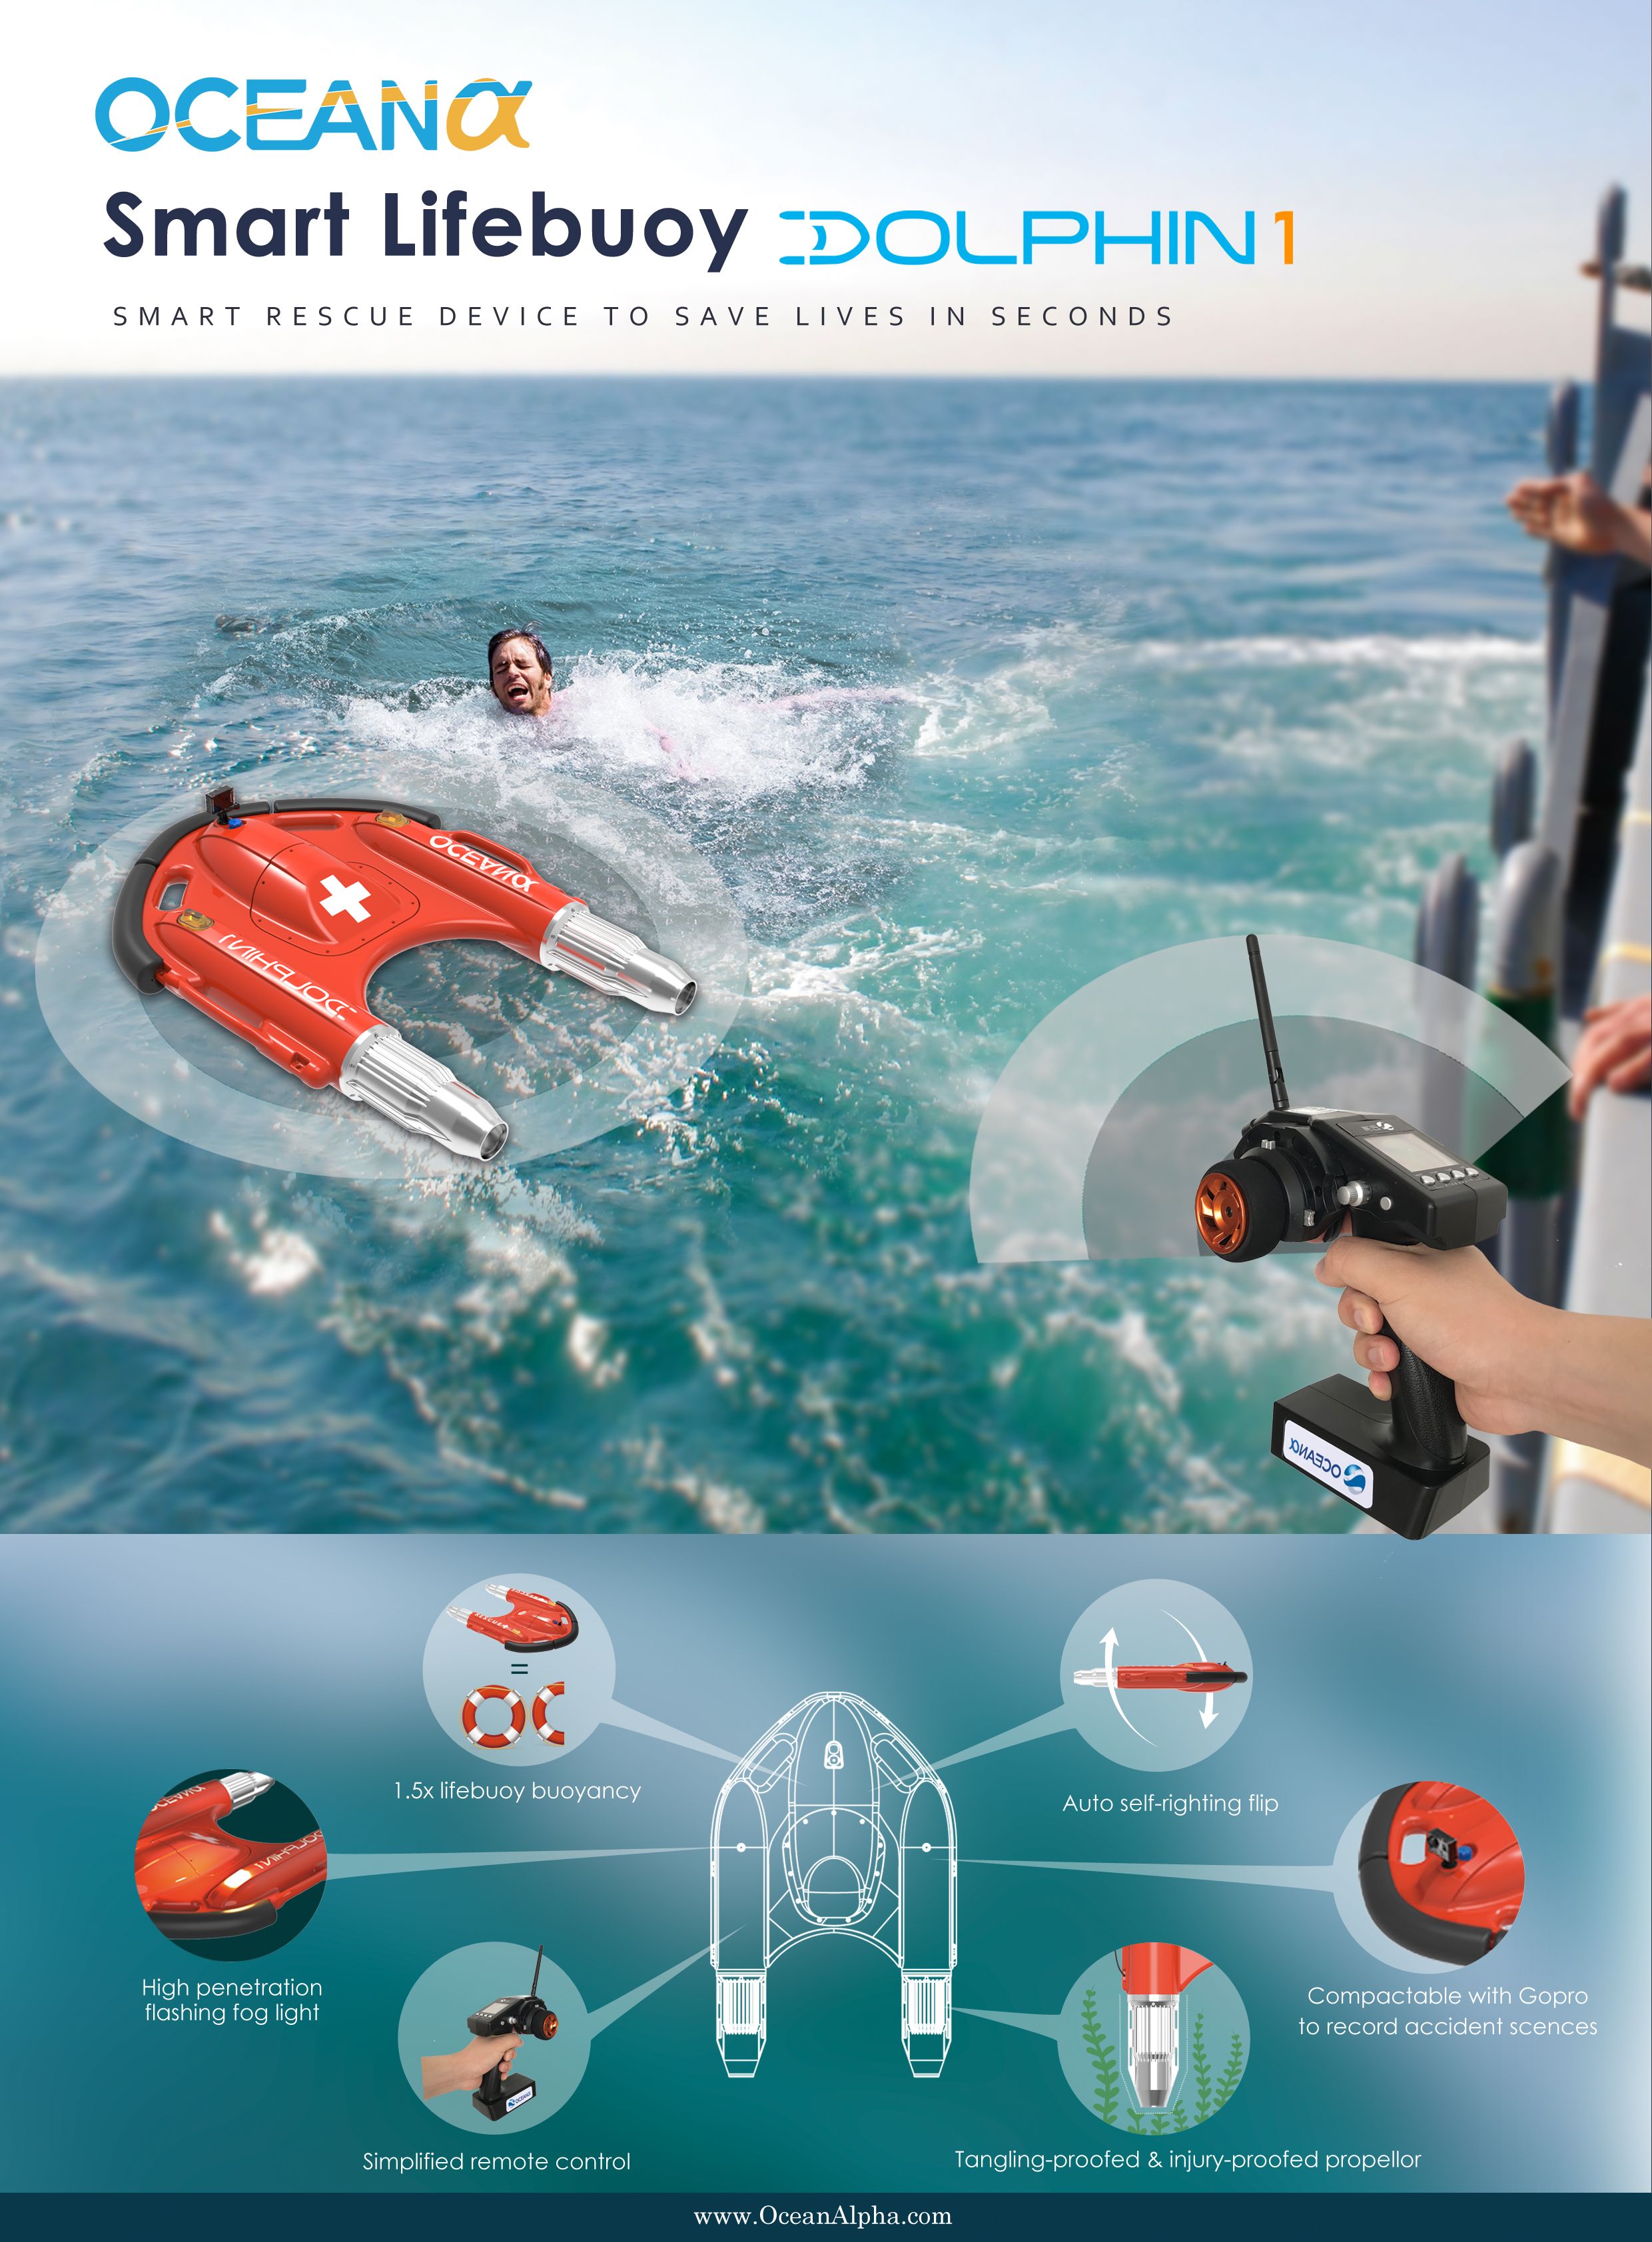 OCEANα
Smart Lifebuoy DOLPHIN 1
SMART RESCUE DEVICE TO SAVE LIVES IN SECONDS
OCEANα
DOLPHIN1
OCEANα
=
1.5x lifebuoy buoyancy
Auto self-righting flip
High penetration
flashing fog light
Compactable with Gopro
to record accident scences
Simplified remote control
Tangling-proofed & injury-proofed propellor
www.OceanAlpha.com